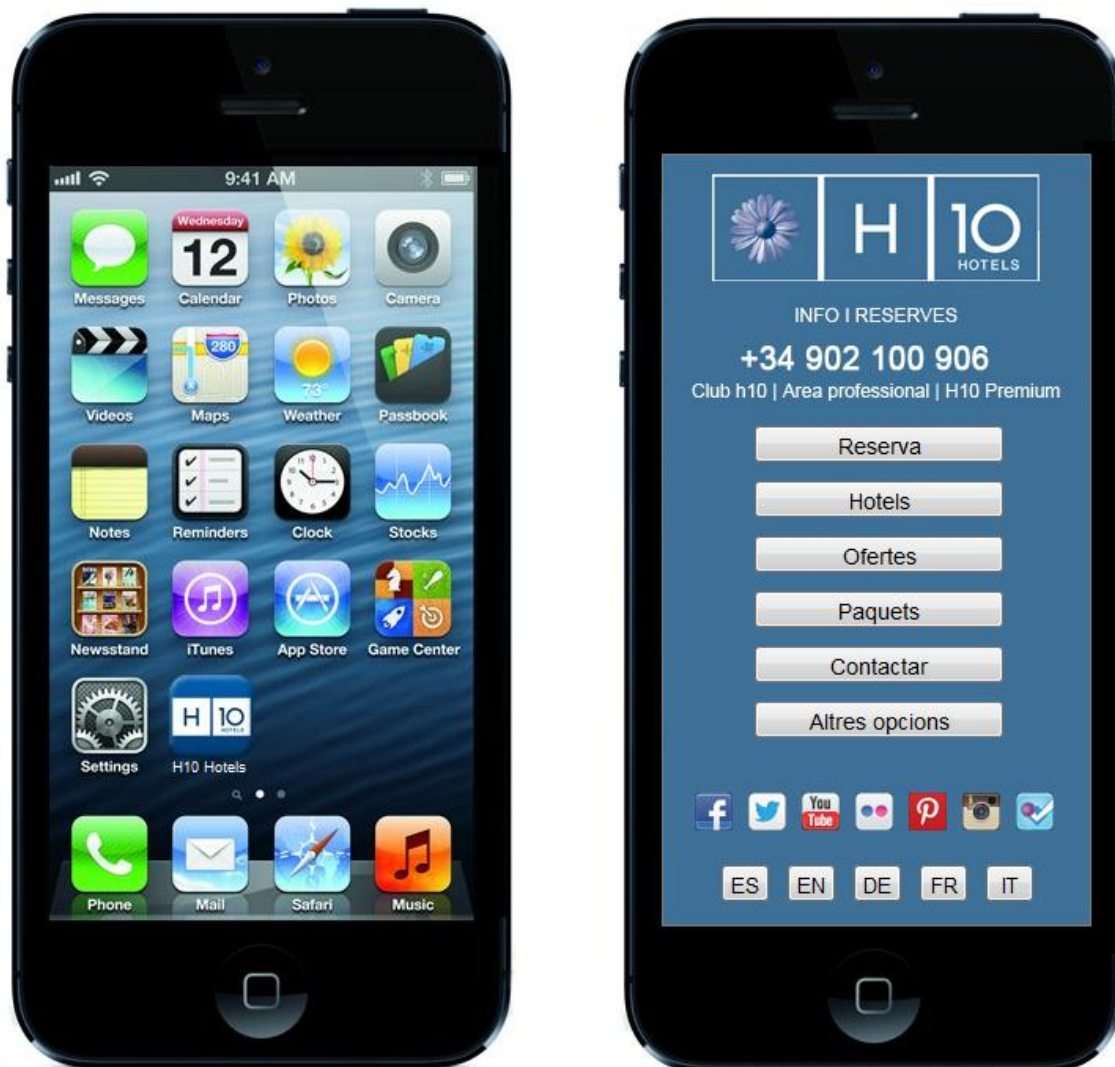 9:41 AM
Wednesday
12
Messages Calendar Photos Camera
280
73°
Videos Maps Weather Passbook
Notes Reminders Clock Stocks
Newsstand iTunes App Store Game Center
H 10
HOTELS
Settings H10 Hotels
Phone Mail Safari Music
H 10
HOTELS
INFO I RESERVES
+34 902 100 906
Club h10 | Area professional | H10 Premium
Reserva
Hotels
Ofertes
Paquets
Contactar
Altres opcions
You
Tube
ES EN DE FR IT